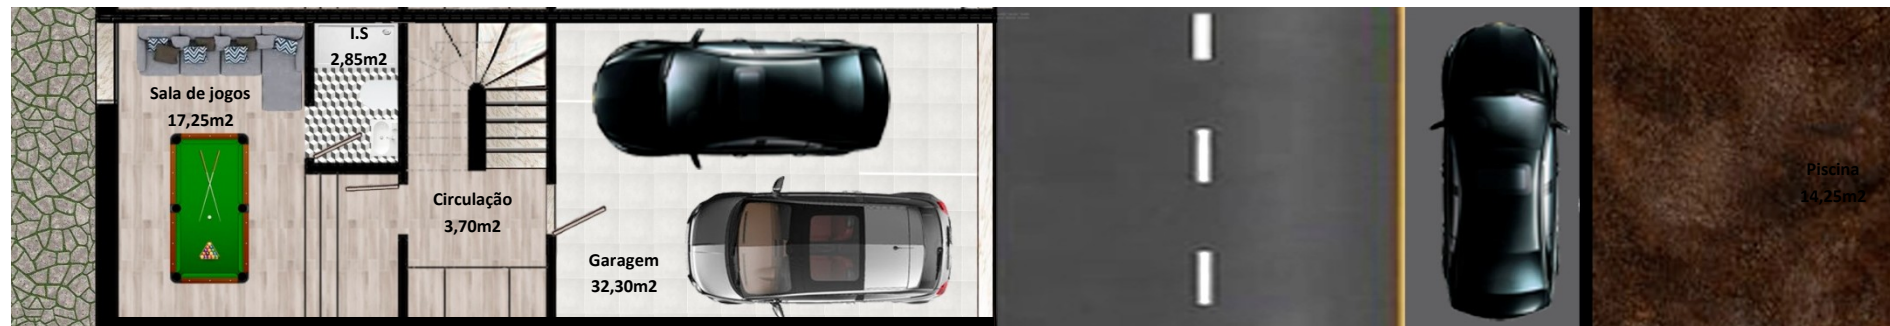 I.S
2,85m2
Sala de jogos
17,25m2
Circulação
3,70m2
Garagem
32,30m2
Piscina
14,25m2